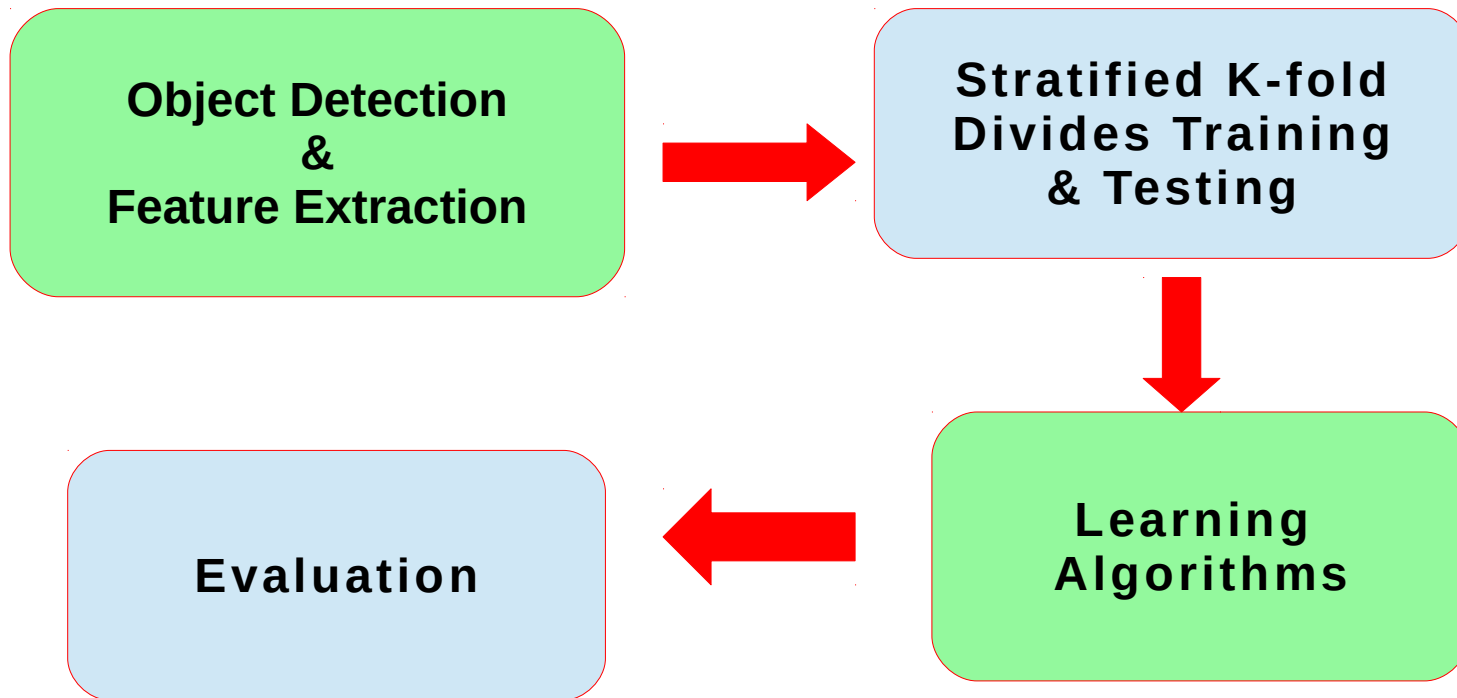 Object Detection
&
Feature Extraction
Stratified K-fold
Divides Training
& Testing
Learning
Algorithms
Evaluation